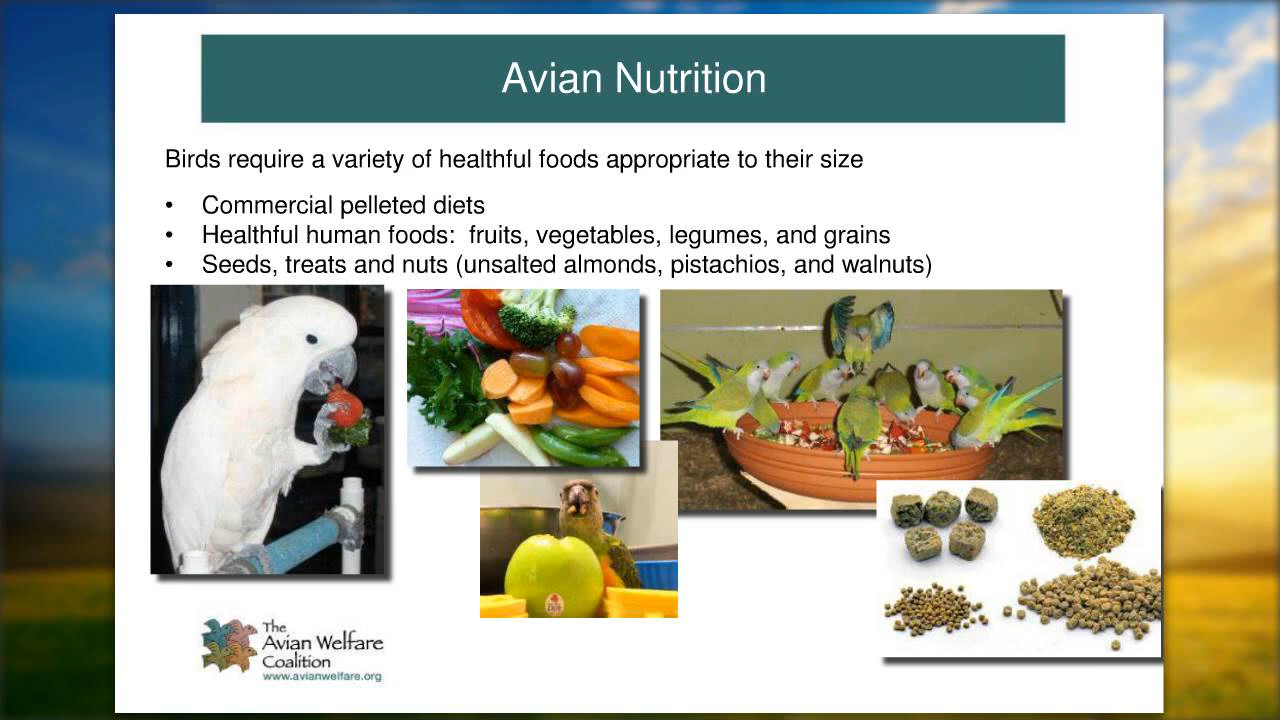 Avian Nutrition
Birds require a variety of healthful foods appropriate to their size
• Commercial pelleted diets
• Healthful human foods:  fruits, vegetables, legumes, and grains
• Seeds, treats and nuts (unsalted almonds, pistachios, and walnuts)
The
Avian Welfare
Coalition
www.avianwelfare.org